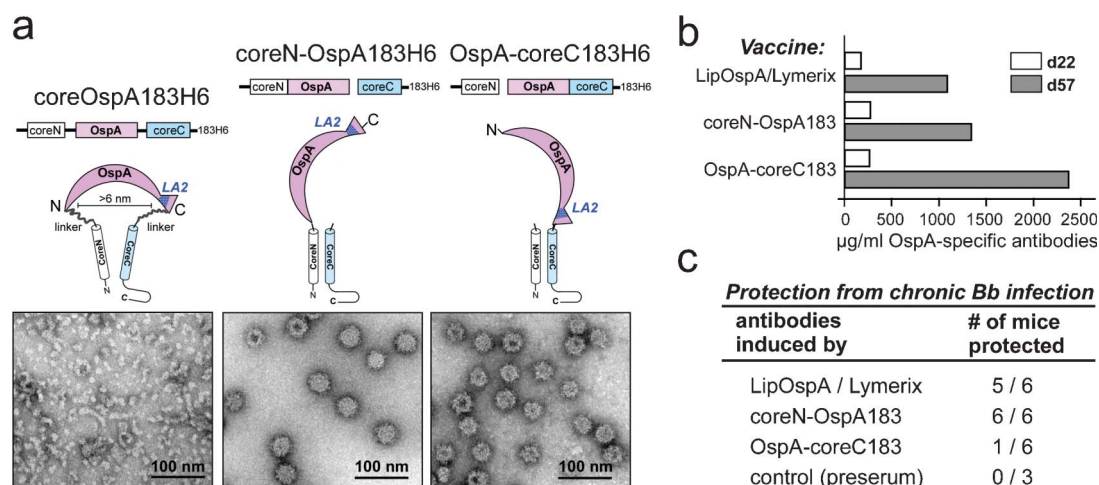 a
coreOspA183H6
coreN OspA coreC 183H6
OspA
LA2
N >6 nm C
linker linker
CoreN CoreC
N C
100 nm
coreN-OspA183H6
coreN OspA coreC 183H6
LA2 C
OspA
CoreN CoreC
N C
100 nm
OspA-coreC183H6
coreN OspA coreC 183H6
N
OspA
LA2
CoreN CoreC
N C
100 nm
b
Vaccine:
d22
d57
LipOspA/Lymerix
coreN-OspA183
OspA-coreC183
0 500 1000 1500 2000 2500
µg/ml OspA-specific antibodies
c
Protection from chronic Bb infection
antibodies # of mice
induced by protected
LipOspA / Lymerix 5 / 6
coreN-OspA183 6 / 6
OspA-coreC183 1 / 6
control (preserum) 0 / 3